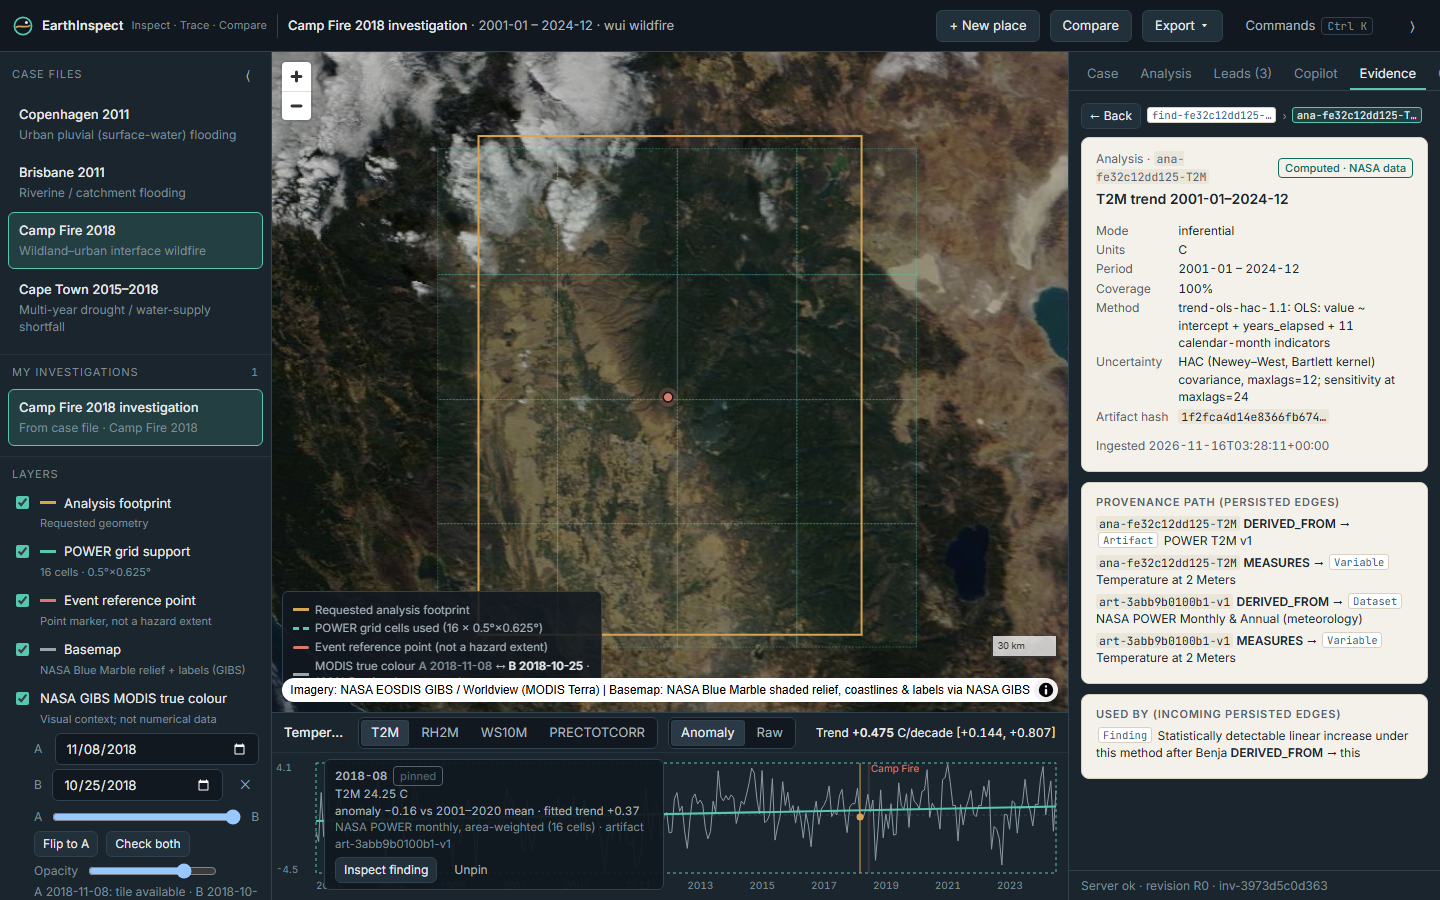 EarthInspect Inspect · Trace · Compare
Camp Fire 2018 investigation · 2001-01 – 2024-12 · wui wildfire
+ New place
Compare
Export
Commands Ctrl K
CASE FILES
Copenhagen 2011
Urban pluvial (surface-water) flooding
Brisbane 2011
Riverine / catchment flooding
Camp Fire 2018
Wildland–urban interface wildfire
Cape Town 2015–2018
Multi-year drought / water-supply
shortfall
MY INVESTIGATIONS 1
Camp Fire 2018 investigation
From case file · Camp Fire 2018
LAYERS
Analysis footprint
Requested geometry
POWER grid support
16 cells · 0.5°×0.625°
Event reference point
Point marker, not a hazard extent
Basemap
NASA Blue Marble relief + labels (GIBS)
NASA GIBS MODIS true colour
Visual context; not numerical data
A 11/08/2018
B 10/25/2018
A B
Flip to A
Check both
Opacity
A 2018-11-08: tile available · B 2018-10-
+
−
Requested analysis footprint
POWER grid cells used (16 × 0.5°×0.625°)
Event reference point (not a hazard extent)
MODIS true colour A 2018-11-08 ↔ B 2018-10-25 ·
30 km
Imagery: NASA EOSDIS GIBS / Worldview (MODIS Terra) | Basemap: NASA Blue Marble shaded relief, coastlines & labels via NASA GIBS
Temper...
T2M
RH2M
WS10M
PRECTOTCORR
Anomaly
Raw
Trend +0.475 C/decade [+0.144, +0.807]
4.1
-4.5
2018-08 pinned
T2M 24.25 C
anomaly −0.16 vs 2001–2020 mean · fitted trend +0.37
NASA POWER monthly, area-weighted (16 cells) · artifact
art-3abb9b0100b1-v1
Inspect finding
Unpin
Camp Fire
2013 2015 2017 2019 2021 2023
Case
Analysis
Leads (3)
Copilot
Evidence
← Back
find-fe32c12dd125-…
›
ana-fe32c12dd125-T…
Analysis · ana-
fe32c12dd125-T2M
Computed · NASA data
T2M trend 2001-01–2024-12
Mode inferential
Units C
Period 2001-01 – 2024-12
Coverage 100%
Method trend-ols-hac-1.1: OLS: value ~
intercept + years_elapsed + 11
calendar-month indicators
Uncertainty HAC (Newey–West, Bartlett kernel)
covariance, maxlags=12; sensitivity at
maxlags=24
Artifact hash 1f2fca4d14e8366fb674…
Ingested 2026-11-16T03:28:11+00:00
PROVENANCE PATH (PERSISTED EDGES)
ana-fe32c12dd125-T2M DERIVED_FROM →
Artifact POWER T2M v1
ana-fe32c12dd125-T2M MEASURES → Variable
Temperature at 2 Meters
art-3abb9b0100b1-v1 DERIVED_FROM → Dataset
NASA POWER Monthly & Annual (meteorology)
art-3abb9b0100b1-v1 MEASURES → Variable
Temperature at 2 Meters
USED BY (INCOMING PERSISTED EDGES)
Finding Statistically detectable linear increase under
this method after Benja DERIVED_FROM → this
Server ok · revision R0 · inv-3973d5c0d363